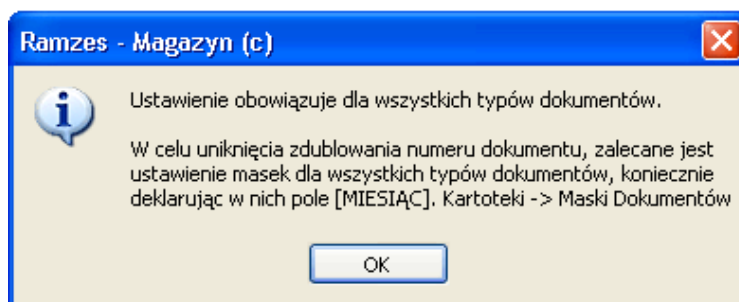 Ramzes - Magazyn (c)
Ustawienie obowiązuje dla wszystkich typów dokumentów.
W celu uniknięcia zdublowania numeru dokumentu, zalecane jest
ustawienie masek dla wszystkich typów dokumentów, koniecznie
deklarując w nich pole [MIESIĄC]. Kartoteki -> Maski Dokumentów
OK